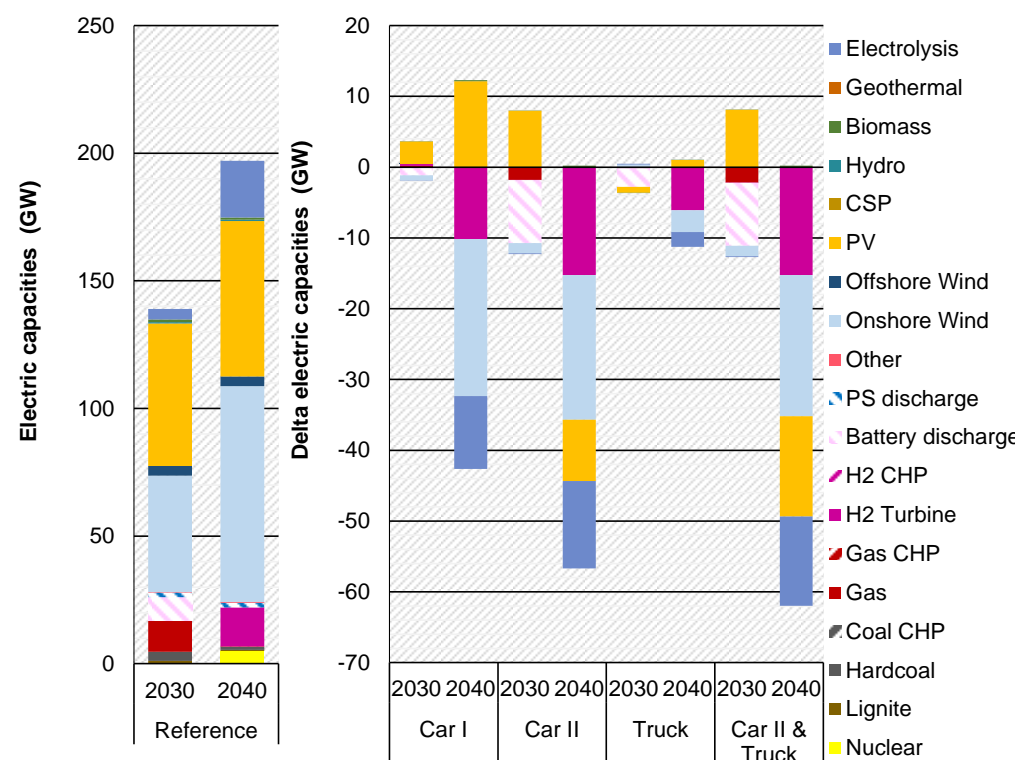 Electric capacities (GW)
250
200
150
100
50
0
2030 2040
Reference
Delta electric capacities (GW)
20
10
0
-10
-20
-30
-40
-50
-60
-70
2030 2040 2030 2040 2030 2040 2030 2040
Car I
Car II
Truck
Car II &
Truck
Electrolysis
Geothermal
Biomass
Hydro
CSP
PV
Offshore Wind
Onshore Wind
Other
PS discharge
Battery discharge
H2 CHP
H2 Turbine
Gas CHP
Gas
Coal CHP
Hardcoal
Lignite
Nuclear